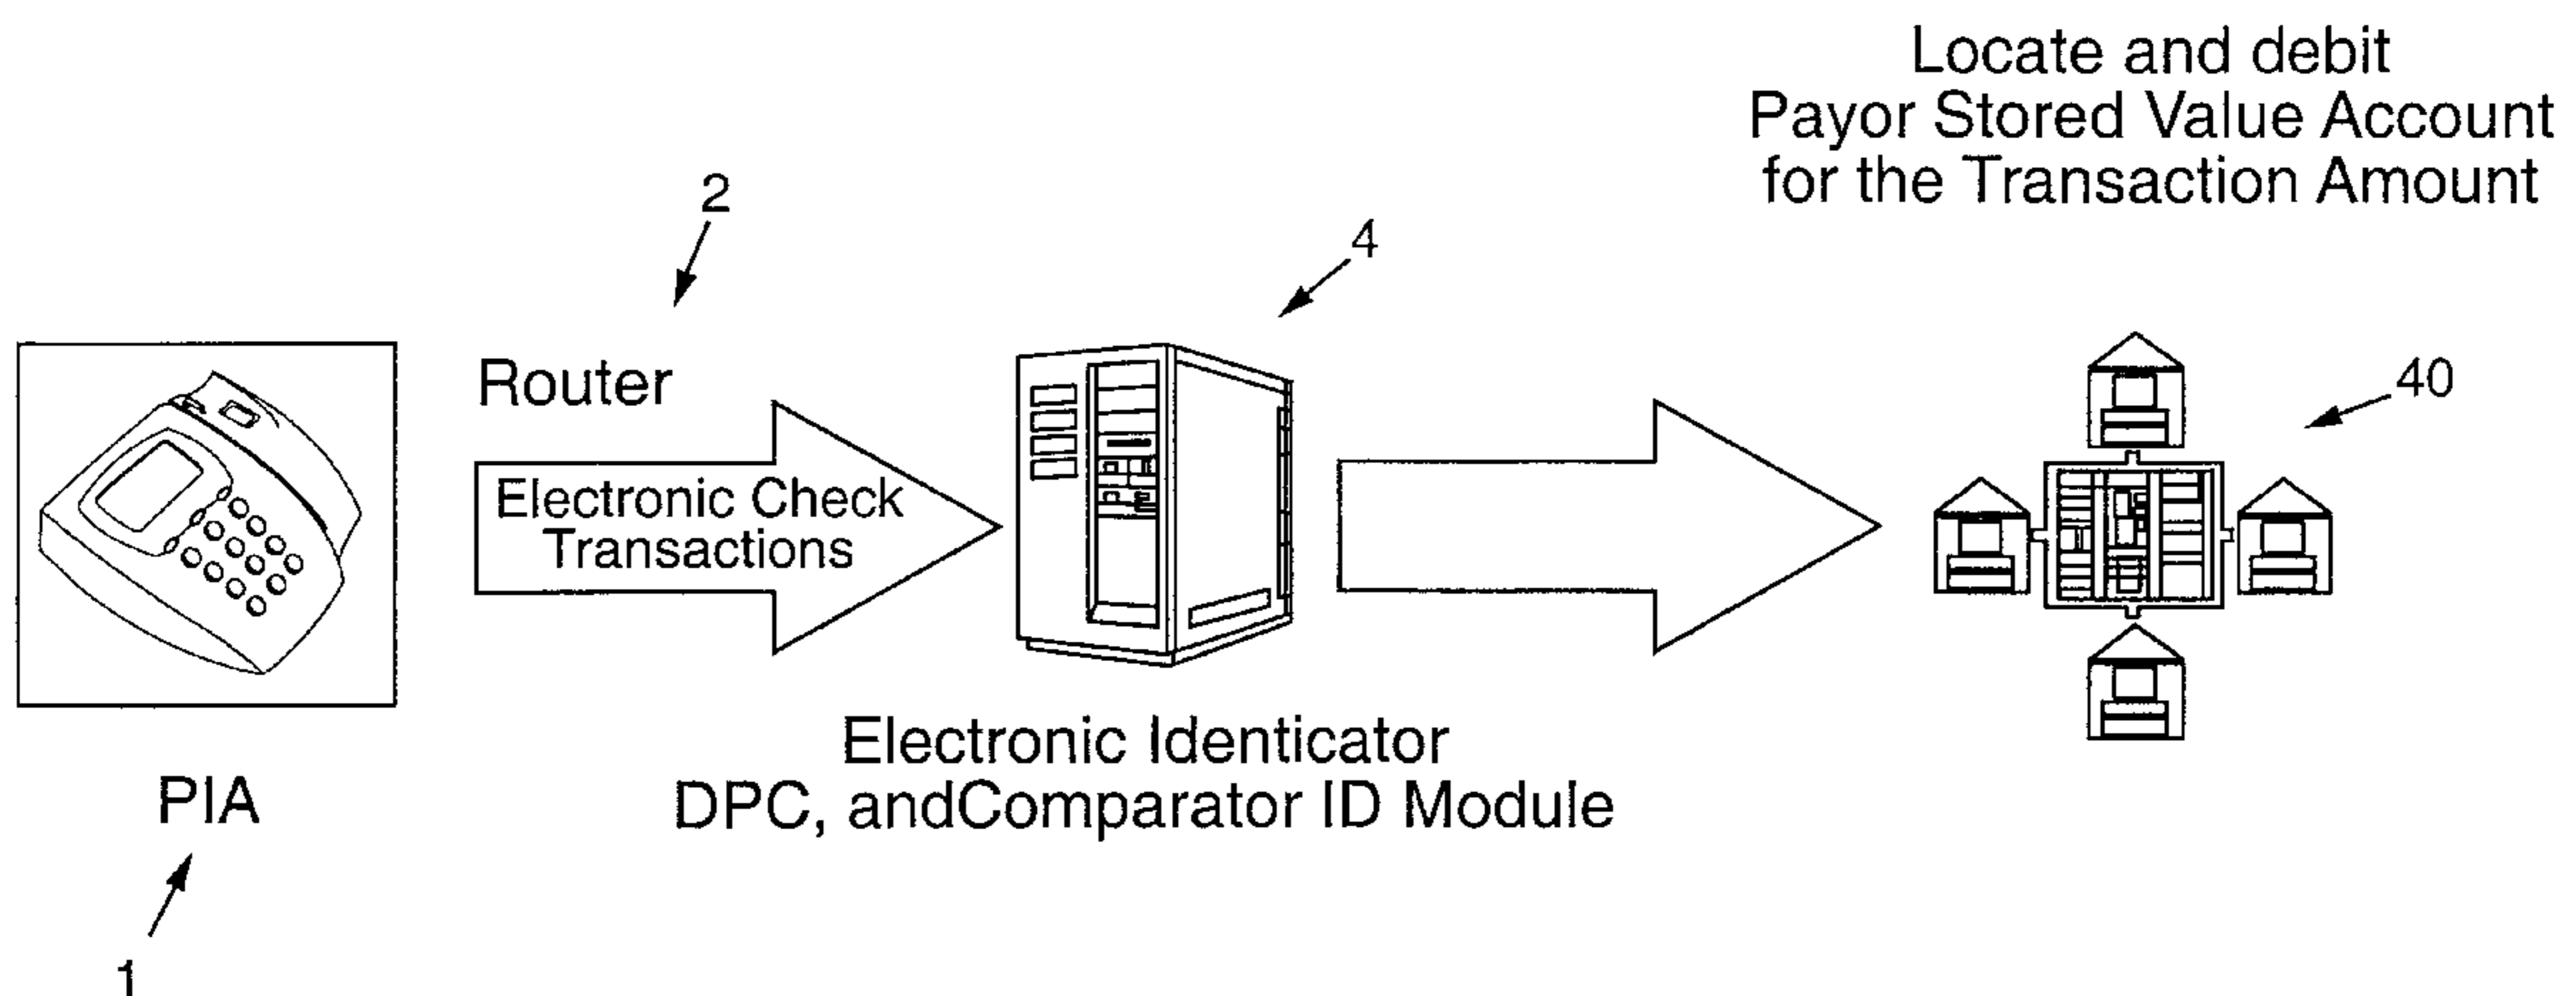 Locate and debit
Payor Stored Value Account
for the Transaction Amount
2
4
40
Router
Electronic Check
Transactions
Electronic Identicator
DPC, andComparator ID Module
PIA
1